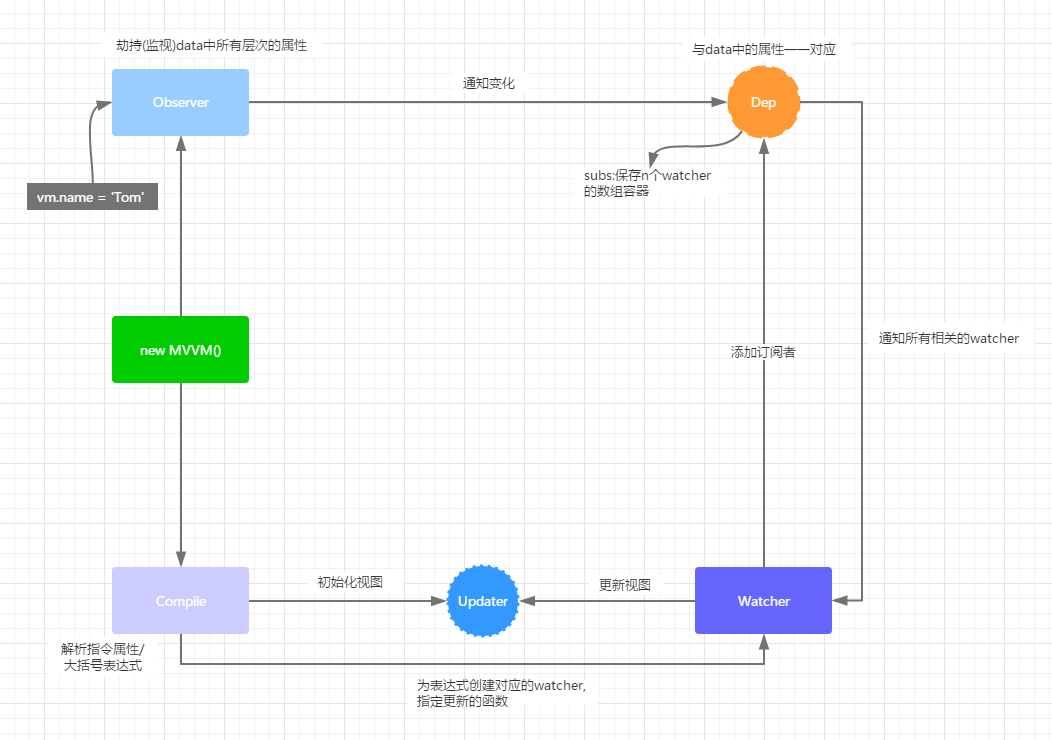 劫持(监视)data中所有层次的属性
与data中的属性一一对应
通知变化
Observer
Dep
subs:保存n个watcher
的数组容器
vm.name = 'Tom'
new MVVM()
添加订阅者
通知所有相关的watcher
初始化视图
更新视图
Compile
Updater
Watcher
解析指令属性/
大括号表达式
为表达式创建对应的watcher,
指定更新的函数